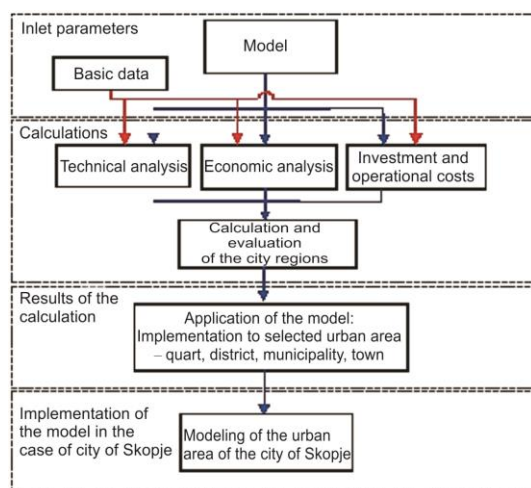 Inlet parameters
Model
Basic data
Calculations
Technical analysis
Economic analysis
Investment and
operational costs
Calculation and
evaluation
of the city regions
Results of the
calculation
Application of the model:
Implementation to selected urban area
– quart, district, municipality, town
Implementation of
the model in the
case of city of Skopje
Modeling of the urban
area of the city of Skopje